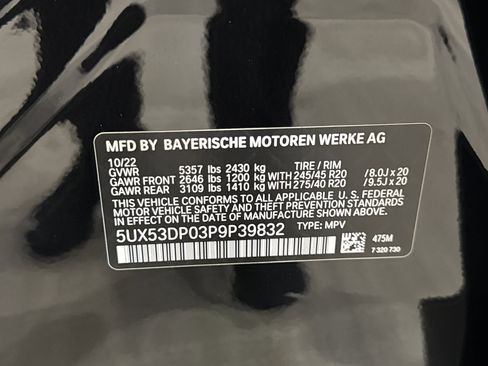 MFD BY BAYERISCHE MOTOREN WERKE AG
10/22
GVWR 5357 lbs 2430 kg TIRE / RIM
GAWR FRONT 2646 lbs 1200 kg WITH 245/45 R20 /8.0J x 20
GAWR REAR 3109 lbs 1410 kg WITH 275/40 R20 /9.5J x 20
THIS VEHICLE CONFORMS TO ALL APPLICABLE U. S. FEDERAL
MOTOR VEHICLE SAFETY AND THEFT PREVENTION STANDARDS
IN EFFECT ON THE DATE OF MANUFACTURE SHOWN ABOVE.
5UX53DP03P9P39832 TYPE: MPV
475M
7 320 730